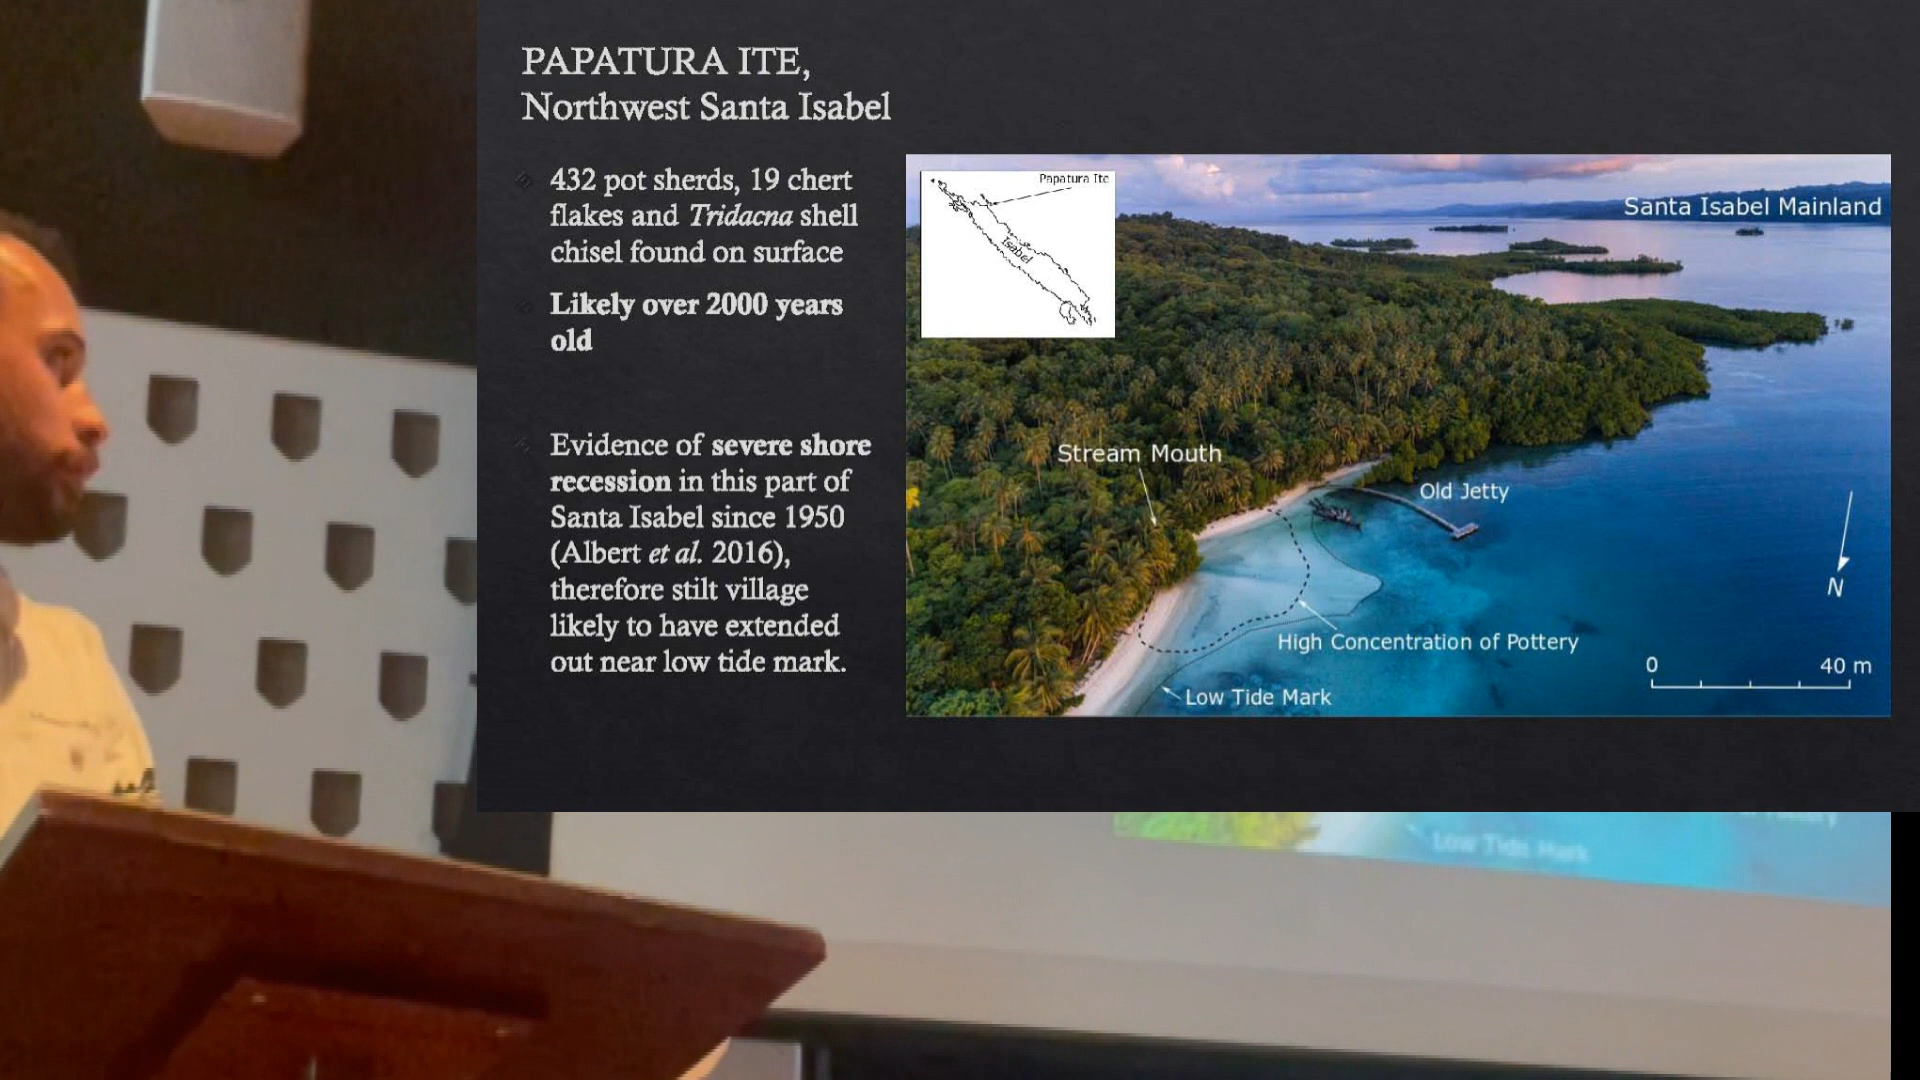 PAPATURA ITE,
Northwest Santa Isabel
432 pot sherds, 19 chert
flakes and Tridacna shell
chisel found on surface
Likely over 2000 years
old
Evidence of severe shore
recession in this part of
Santa Isabel since 1950
(Albert et al. 2016),
therefore stilt village
likely to have extended
out near low tide mark.
Papatura Ite
Isabel
Santa Isabel Mainland
Stream Mouth
Old Jetty
N
High Concentration of Pottery
0 40 m
Low Tide Mark
Low Tide Mark